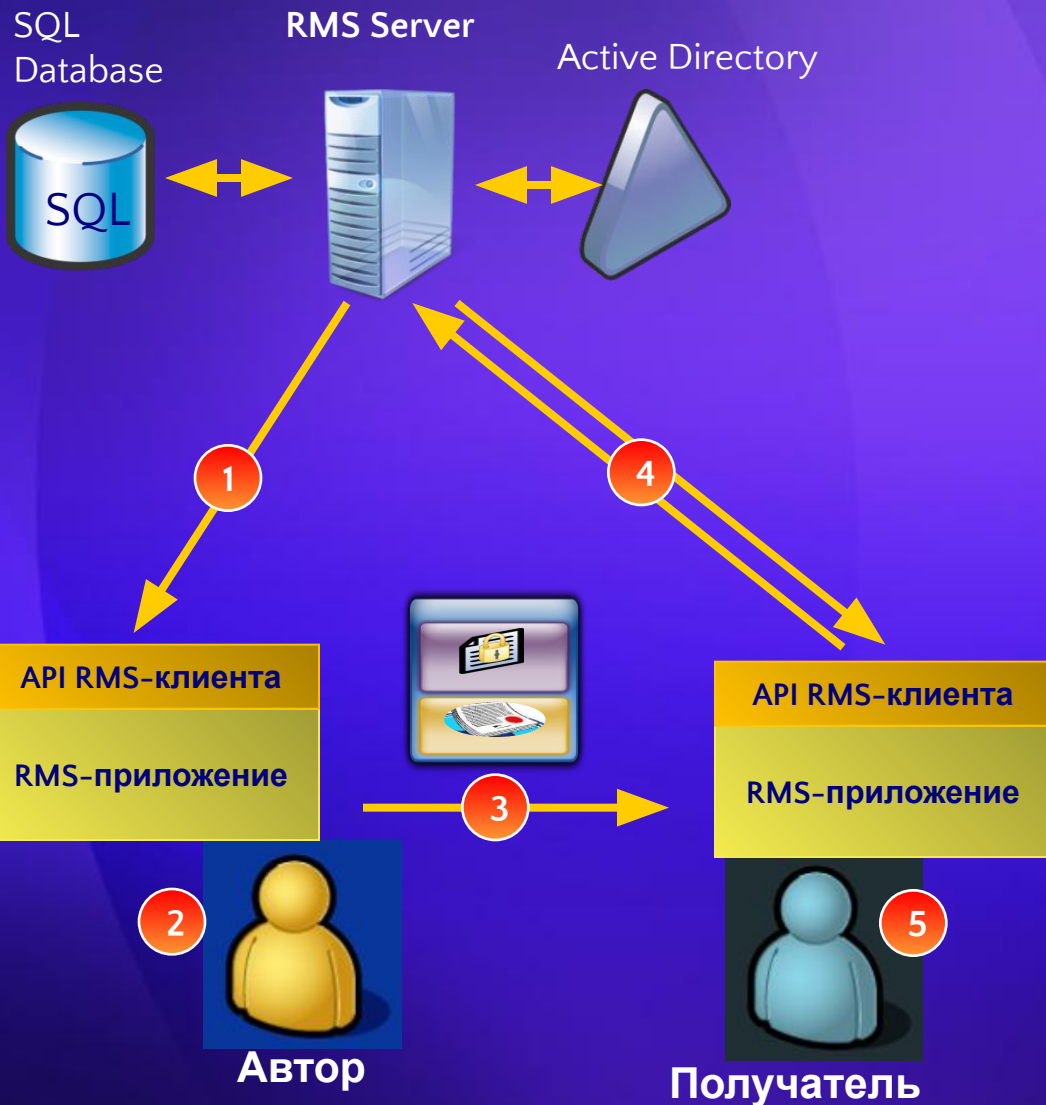 SQL
Database
RMS Server
Active Directory
SQL
1
4
API RMS-клиента
RMS-приложение
API RMS-клиента
RMS-приложение
3
2
5
Автор
Получатель